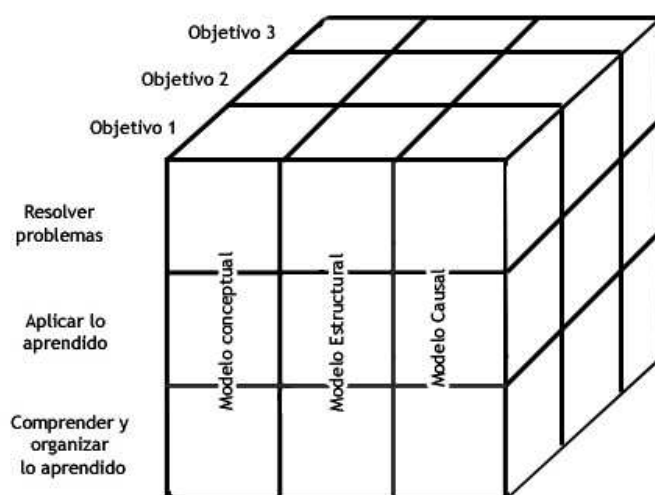 Objetivo 3
Objetivo 2
Objetivo 1
Resolver
problemas
Aplicar lo
aprendido
Comprender y
organizar
lo aprendido
Modelo conceptual
Modelo Estructural
Modelo Causal